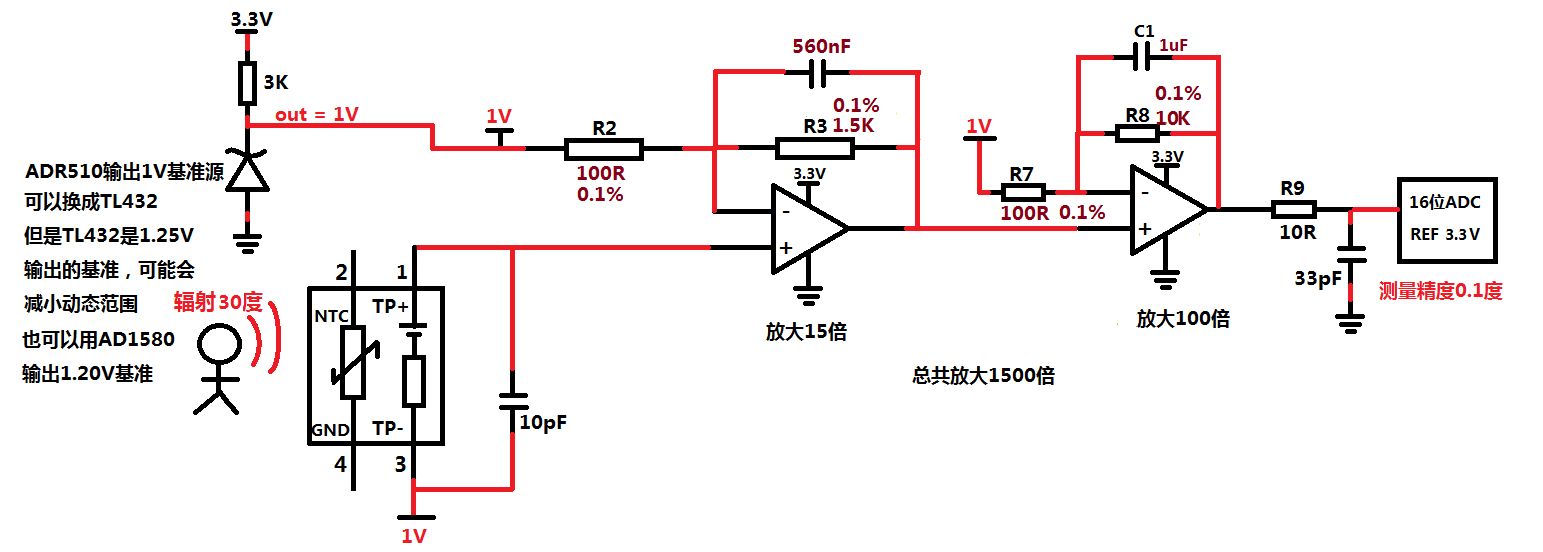 3.3V
3K
out = 1V
ADR510输出1V基准源
可以换成TL432
但是TL432是1.25V
输出的基准，可能会
减小动态范围
也可以用AD1580
输出1.20V基准
辐射30度
2
1
NTC
TP+
GND
TP-
4
3
1V
10pF
1V
R2
100R
0.1%
560nF
0.1%
R3
1.5K
3.3V
-
+
放大15倍
1V
R7
100R
0.1%
C1
1uF
0.1%
R8
10K
3.3V
-
+
放大100倍
总共放大1500倍
R9
10R
33pF
16位ADC
REF 3.3V
测量精度0.1度